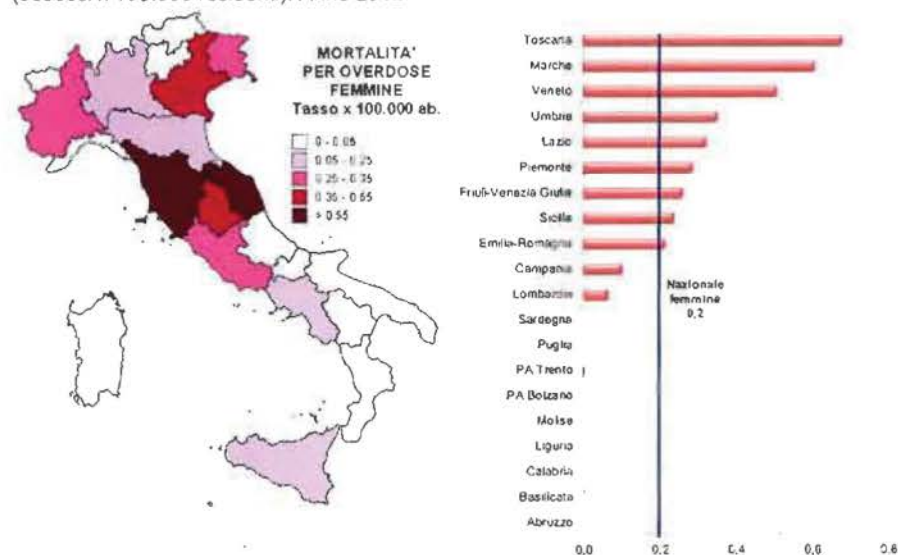 MORTALITA'
PER OVERDOSE
FEMMINE
Tasso x 100.000 ab.
0 - 0.05
0.05 - 0.25
0.25 - 0.35
0.35 - 0.55
> 0.55
Toscana
Marche
Veneto
Umbria
Lazio
Piemonte
Friuli-Venezia Giulia
Sicilia
Emilia-Romagna
Campania
Lombardia
Sardegna
Puglia
PA Trento
PA Bolzano
Molise
Liguria
Calabria
Basilicata
Abruzzo
Nazionale
femmine
0,2
0,0 0,2 0,4 0,6 0,8